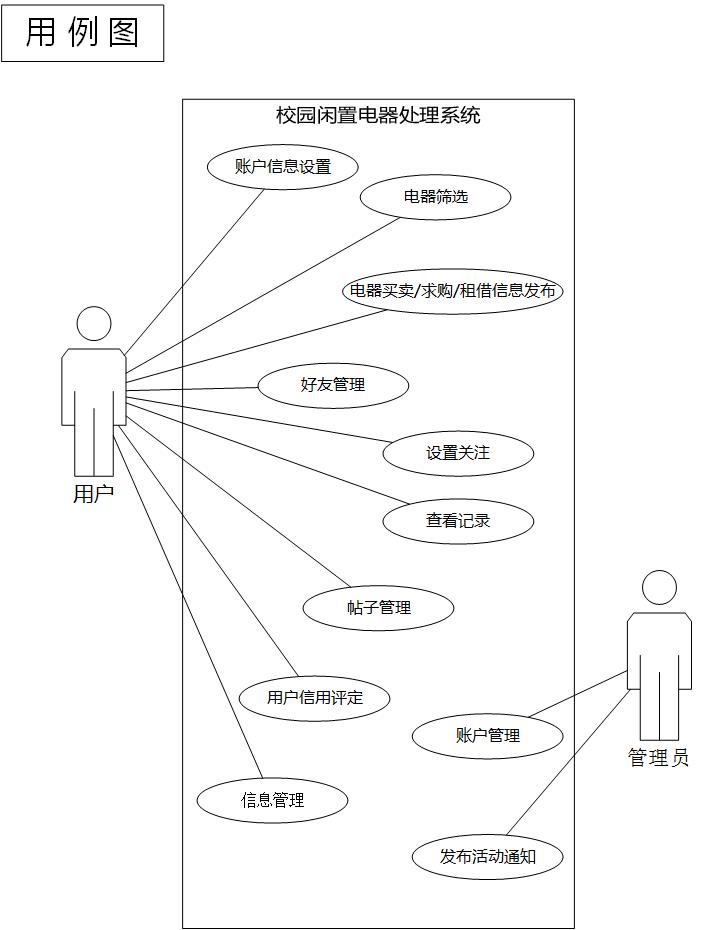 用例图
校园闲置电器处理系统
账户信息设置
电器筛选
电器买卖/求购/租借信息发布
好友管理
设置关注
用户
查看记录
帖子管理
用户信用评定
账户管理
管理员
信息管理
发布活动通知